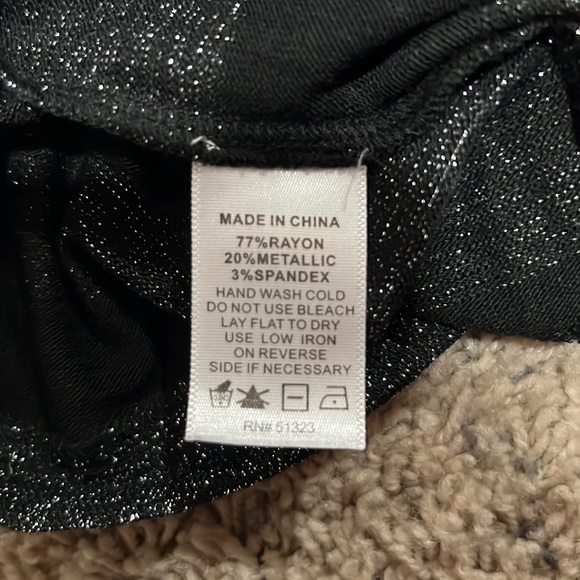 MADE IN CHINA
77%RAYON
20%METALLIC
3%SPANDEX
HAND WASH COLD
DO NOT USE BLEACH
LAY FLAT TO DRY
USE LOW IRON
ON REVERSE
SIDE IF NECESSARY
RN# 51323